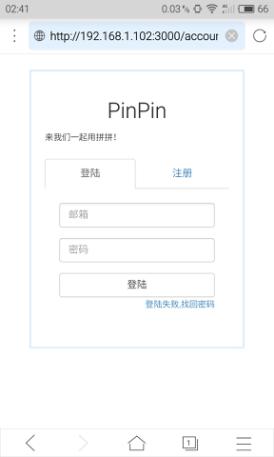 02:41
0.03 % 66
http://192.168.1.102:3000/accour
PinPin
来我们一起用拼拼!
登陆 注册
邮箱
密码
登陆
登陆失败,找回密码
1